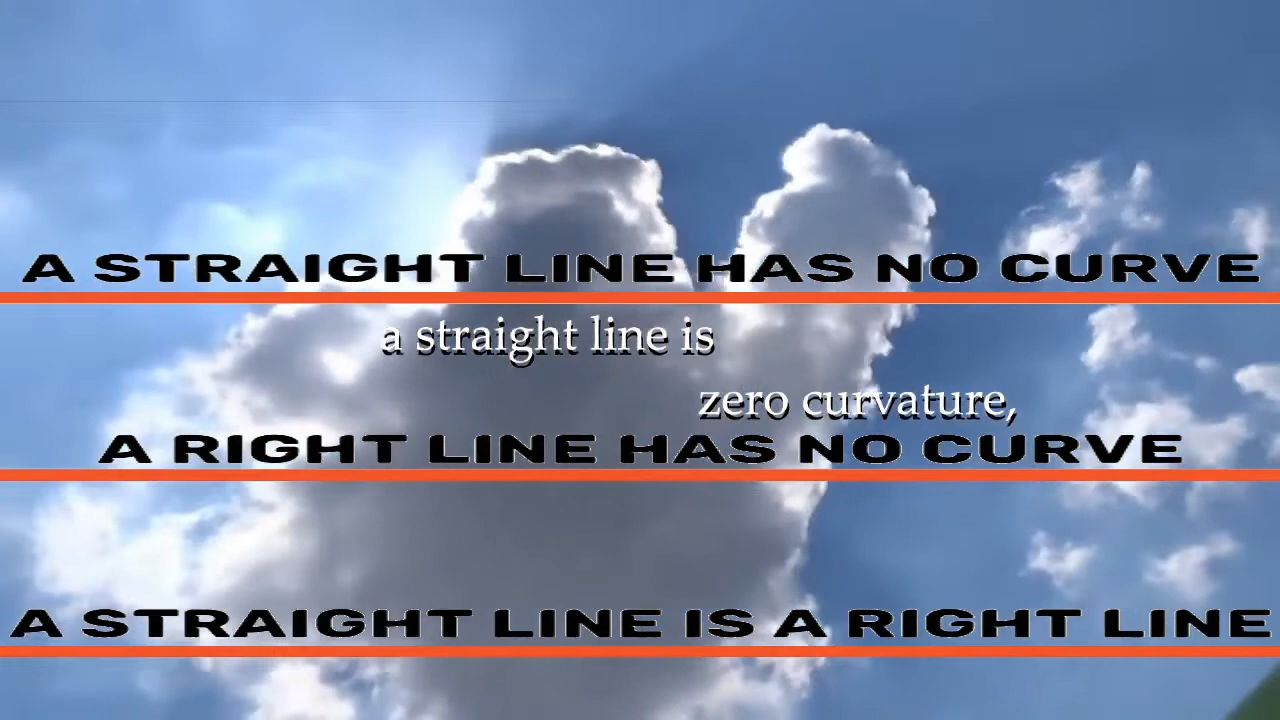 A STRAIGHT LINE HAS NO CURVE
a straight line is
zero curvature,
A RIGHT LINE HAS NO CURVE
A STRAIGHT LINE IS A RIGHT LINE